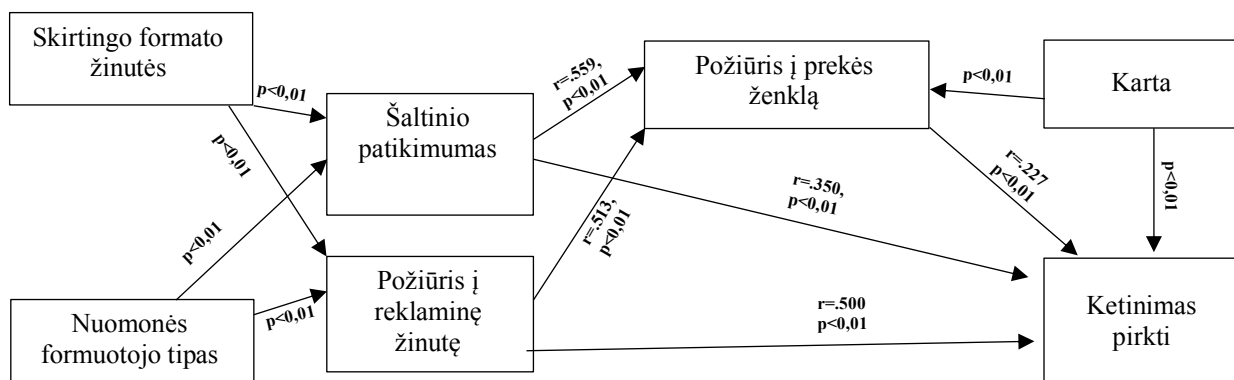 Skirtingo formato
žinutės
p<0,01
p<0,01
Nuomonės
formuotojo tipas
p<0,01
p<0,01
Šaltinio
patikimumas
Požiūris į
reklaminę
žinutę
r=.559,
p<0,01
r=.513,
p<0,01
Požiūris į prekės
ženklą
r=.350,
p<0,01
r=.500
p<0,01
p<0,01
Karta
r=.227
p<0,01
p<0,01
Ketinimas
pirkti